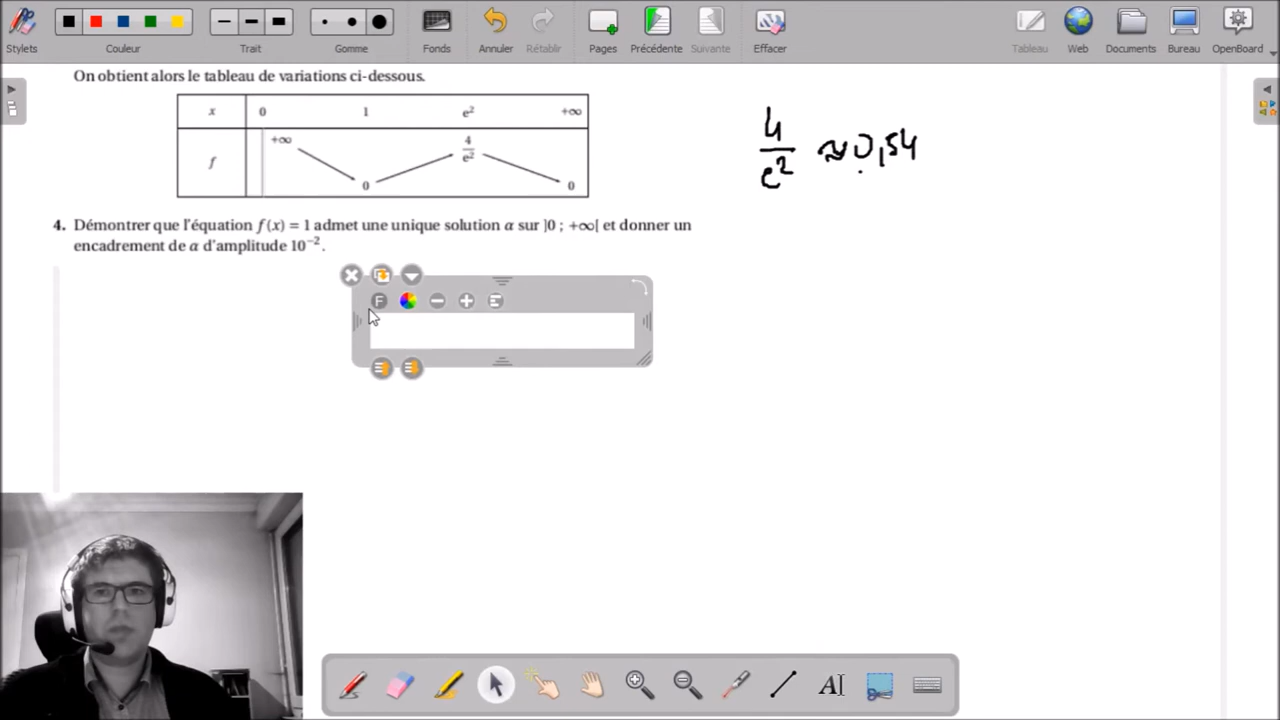 Stylets Couleur Trait Gomme Fonds Annuler Rétablir Pages Précédente Suivante Effacer Tableau Web Documents Bureau OpenBoard
On obtient alors le tableau de variations ci-dessous.
x 0 1 e² +∞
f +∞ 0 4/e² 0
4/e² ≈ 0,54
4. Démontrer que l'équation f(x) = 1 admet une unique solution α sur ]0 ; +∞[ et donner un
encadrement de α d'amplitude 10⁻².
F
AI